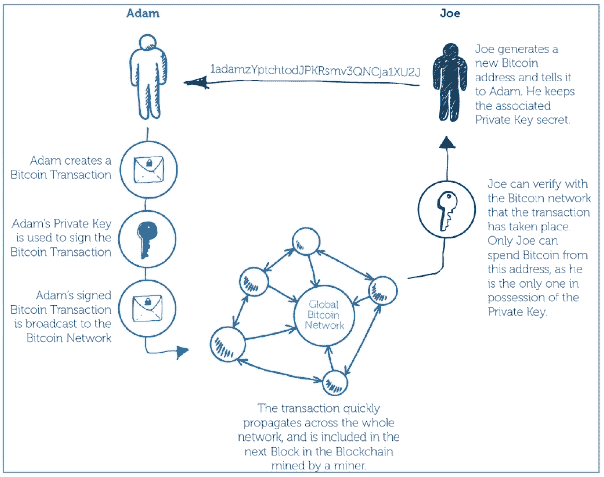 Adam
Joe
1adamzYptchtodJPKRsmv3QNCja1XU2J
Joe generates a
new Bitcoin
address and tells it
to Adam. He keeps
the associated
Private Key secret.
Adam creates a
Bitcoin Transaction
Adam's Private Key
is used to sign the
Bitcoin Transaction
Adam's signed
Bitcoin Transaction
is broadcast to the
Bitcoin Network
Global
Bitcoin
Network
Joe can verify with
the Bitcoin network
that the transaction
has taken place.
Only Joe can
spend Bitcoin from
this address, as he
is the only one in
possession of the
Private Key.
The transaction quickly
propagates across the whole
network, and is included in the
next Block in the Blockchain
mined by a miner.